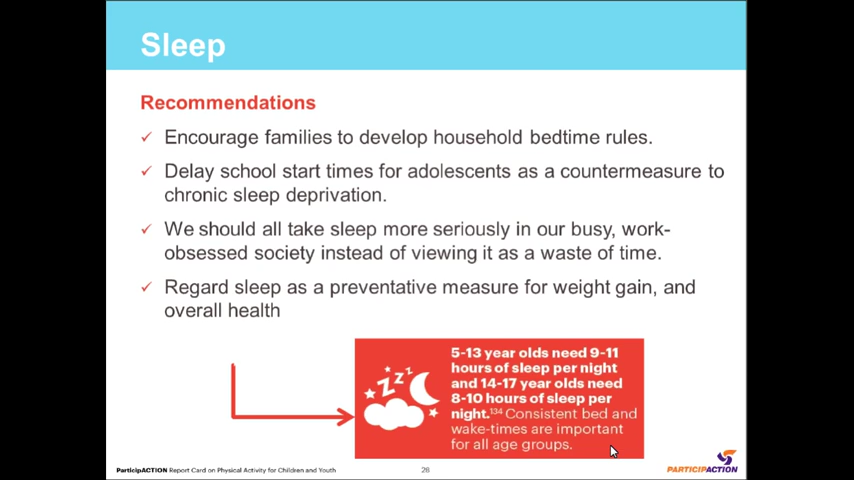 Sleep
Recommendations
✓ Encourage families to develop household bedtime rules.
✓ Delay school start times for adolescents as a countermeasure to
chronic sleep deprivation.
✓ We should all take sleep more seriously in our busy, work-
obsessed society instead of viewing it as a waste of time.
✓ Regard sleep as a preventative measure for weight gain, and
overall health
z z z z
5-13 year olds need 9-11
hours of sleep per night
and 14-17 year olds need
8-10 hours of sleep per
night.134 Consistent bed and
wake-times are important
for all age groups.
ParticipACTION Report Card on Physical Activity for Children and Youth
28
PARTICIPACTION